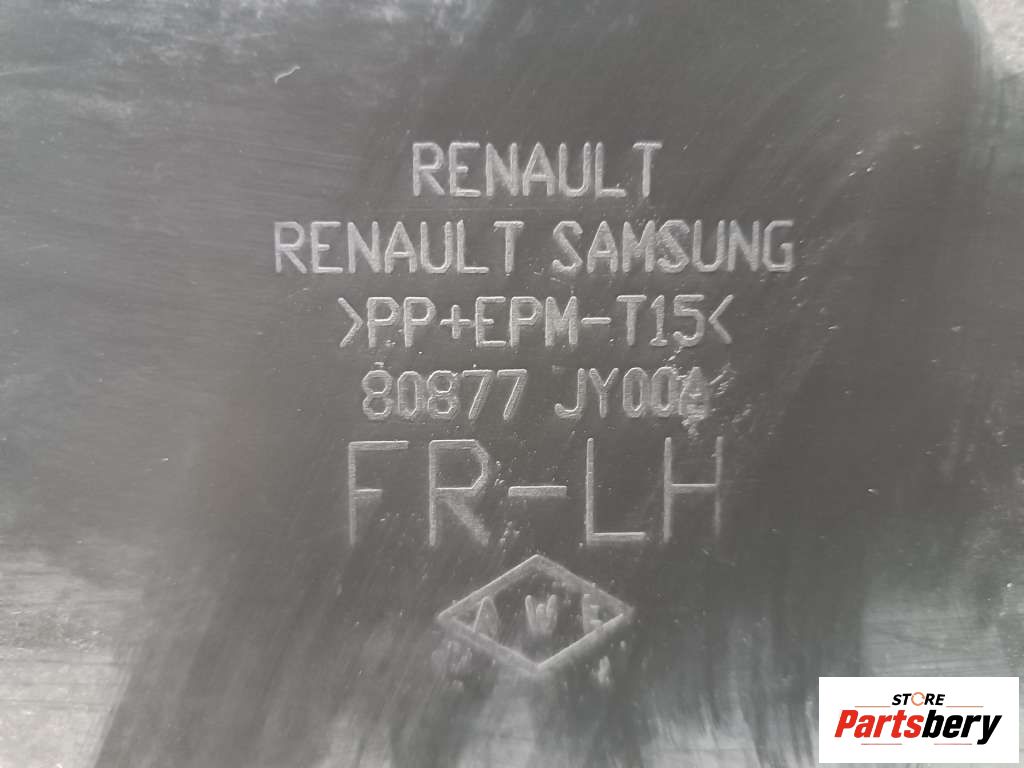 RENAULT
RENAULT SAMSUNG
>PP+EPM-T15<
80877 JY00A
FR-LH
A W E
STORE
Partsbery